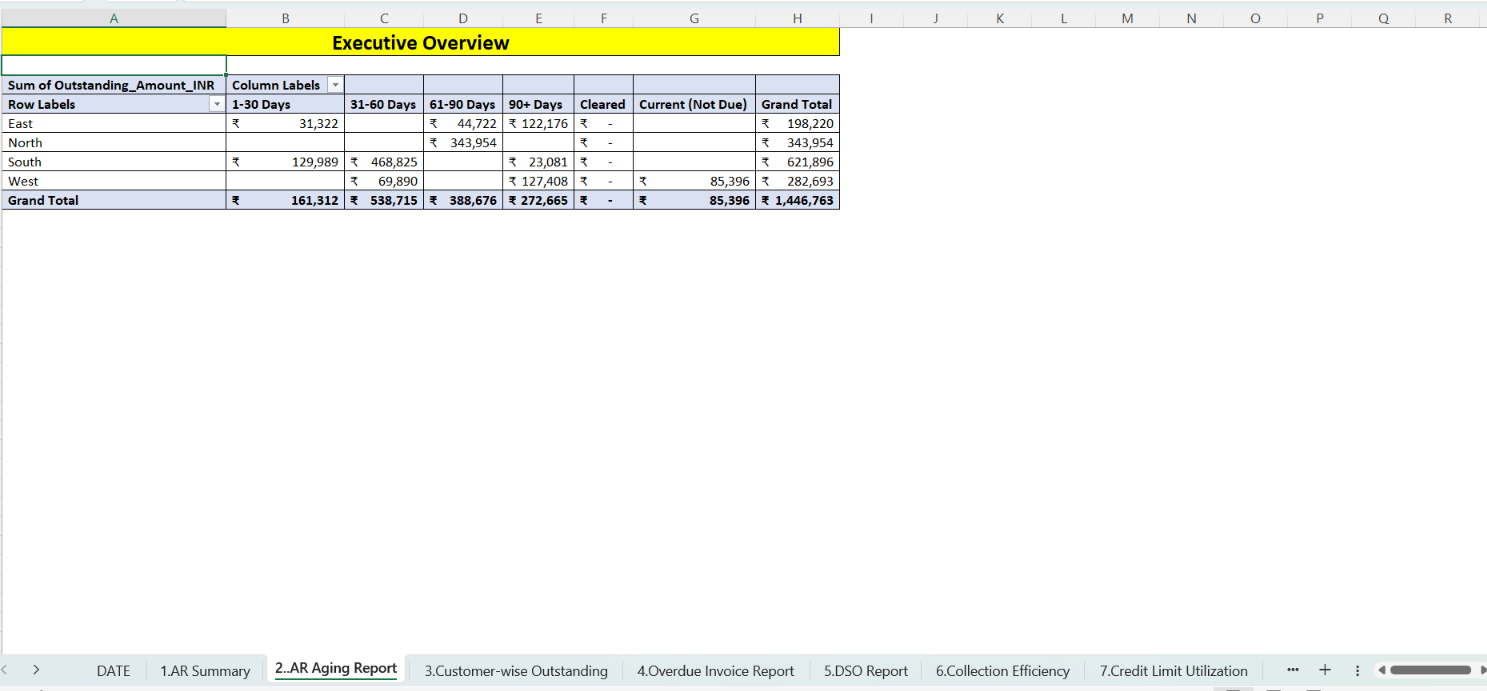 A B C D E F G H I J K L M N O P Q R
Executive Overview
Sum of Outstanding_Amount_INR Column Labels
Row Labels 1-30 Days 31-60 Days 61-90 Days 90+ Days Cleared Current (Not Due) Grand Total
East ₹ 31,322 ₹ 44,722 ₹ 122,176 ₹ - ₹ 198,220
North ₹ 343,954 ₹ - ₹ 343,954
South ₹ 129,989 ₹ 468,825 ₹ 23,081 ₹ - ₹ 621,896
West ₹ 69,890 ₹ 127,408 ₹ - ₹ 85,396 ₹ 282,693
Grand Total ₹ 161,312 ₹ 538,715 ₹ 388,676 ₹ 272,665 ₹ - ₹ 85,396 ₹ 1,446,763
DATE 1.AR Summary 2..AR Aging Report 3.Customer-wise Outstanding 4.Overdue Invoice Report 5.DSO Report 6.Collection Efficiency 7.Credit Limit Utilization ...